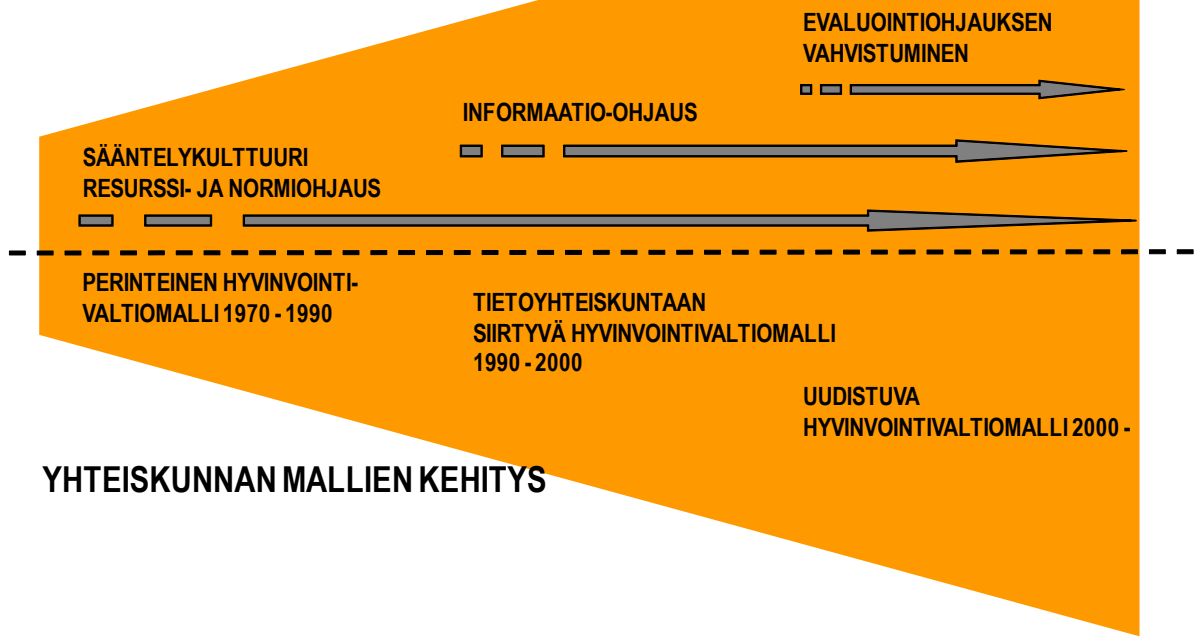 EVALUOINTIOHJAUKSEN
VAHVISTUMINEN
INFORMAATIO-OHJAUS
SÄÄNTELYKULTTUURI
RESURSSI- JA NORMIOHJAUS
PERINTEINEN HYVINVOINTI-
VALTIOMALLI 1970 - 1990
TIETOYHTEISKUNTAAN
SIIRTYVÄ HYVINVOINTIVALTIOMALLI
1990 - 2000
UUDISTUVA
HYVINVOINTIVALTIOMALLI 2000 -
YHTEISKUNNAN MALLIEN KEHITYS